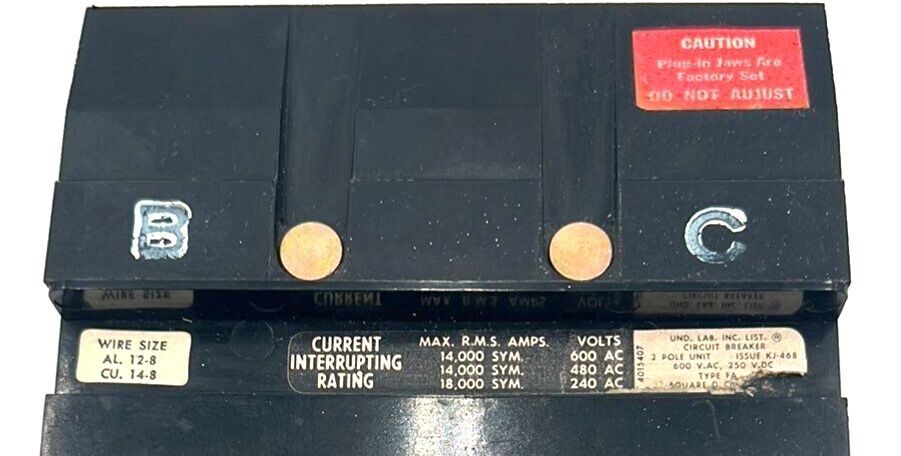 CAUTION
Plug-in Jaws Are
Factory Set
DO NOT ADJUST
B
C
WIRE SIZE
AL. 12-8
CU. 14-8
CURRENT
INTERRUPTING
RATING
MAX. R.M.S. AMPS. VOLTS
14,000 SYM. 600 AC
14,000 SYM. 480 AC
18,000 SYM. 240 AC
4015407
UND. LAB. INC. LIST. ®
CIRCUIT BREAKER
2 POLE UNIT ISSUE KJ-468
600 V.AC, 250 V.DC
TYPE FA
SQUARE D